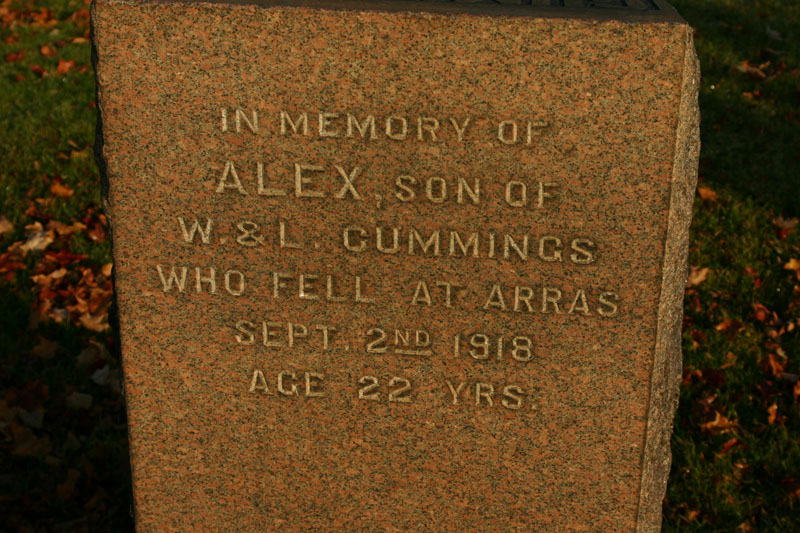 IN MEMORY OF
ALEX, SON OF
W. & L. CUMMINGS
WHO FELL AT ARRAS
SEPT. 2ND 1918
AGE 22 YRS.